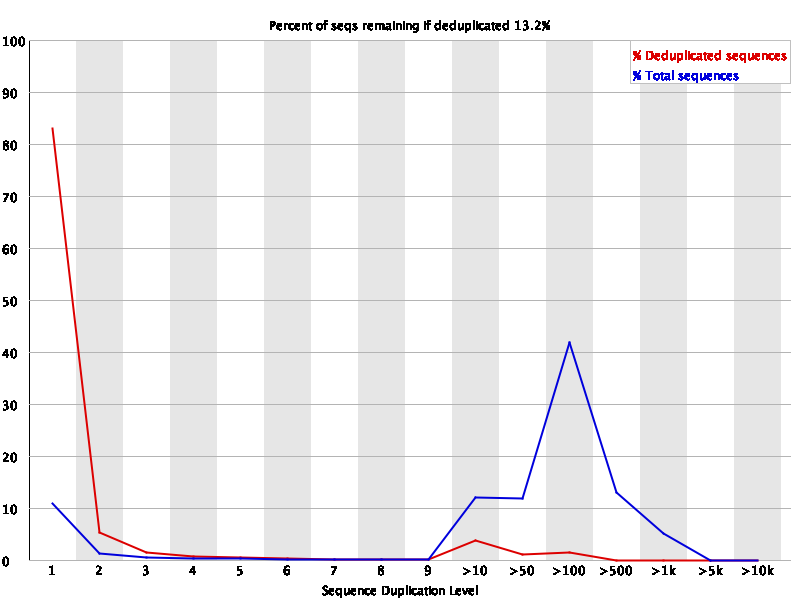 Percent of seqs remaining if deduplicated 13.2%
% Deduplicated sequences
% Total sequences
100
90
80
70
60
50
40
30
20
10
0
1 2 3 4 5 6 7 8 9 >10 >50 >100 >500 >1k >5k >10k
Sequence Duplication Level